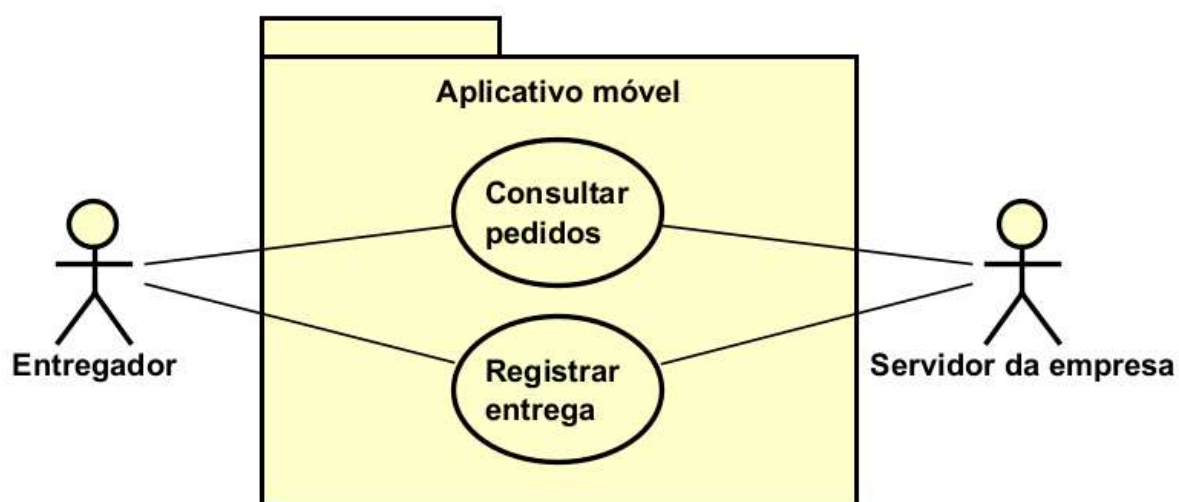 Aplicativo móvel
Consultar
pedidos
Entregador
Servidor da empresa
Registrar
entrega